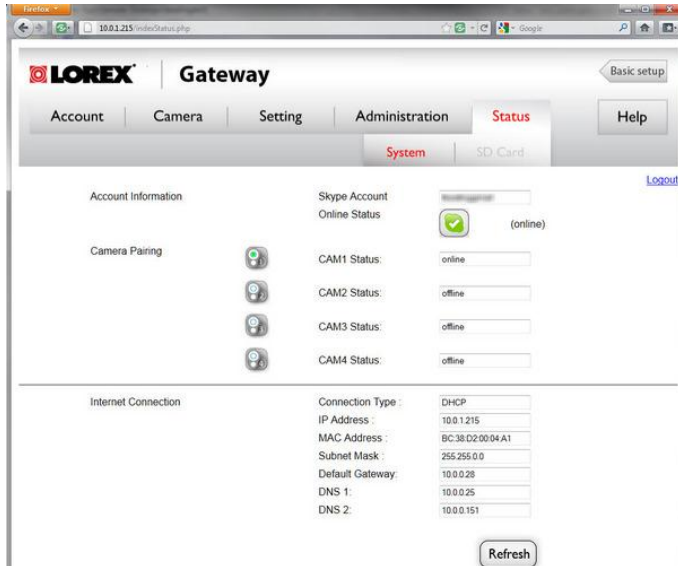 Firefox
10.0.1.215/indexStatus.php
Google
LOREX Gateway
Basic setup
Account Camera Setting Administration Status Help
System SD Card
Logout
Account Information Skype Account
Online Status (online)
Camera Pairing CAM1 Status: online
CAM2 Status: offline
CAM3 Status: offline
CAM4 Status: offline
Internet Connection Connection Type : DHCP
IP Address : 10.0.1.215
MAC Address : BC:38:D2:00:04:A1
Subnet Mask : 255.255.0.0
Default Gateway: 10.0.0.28
DNS 1: 10.0.0.25
DNS 2: 10.0.0.151
Refresh